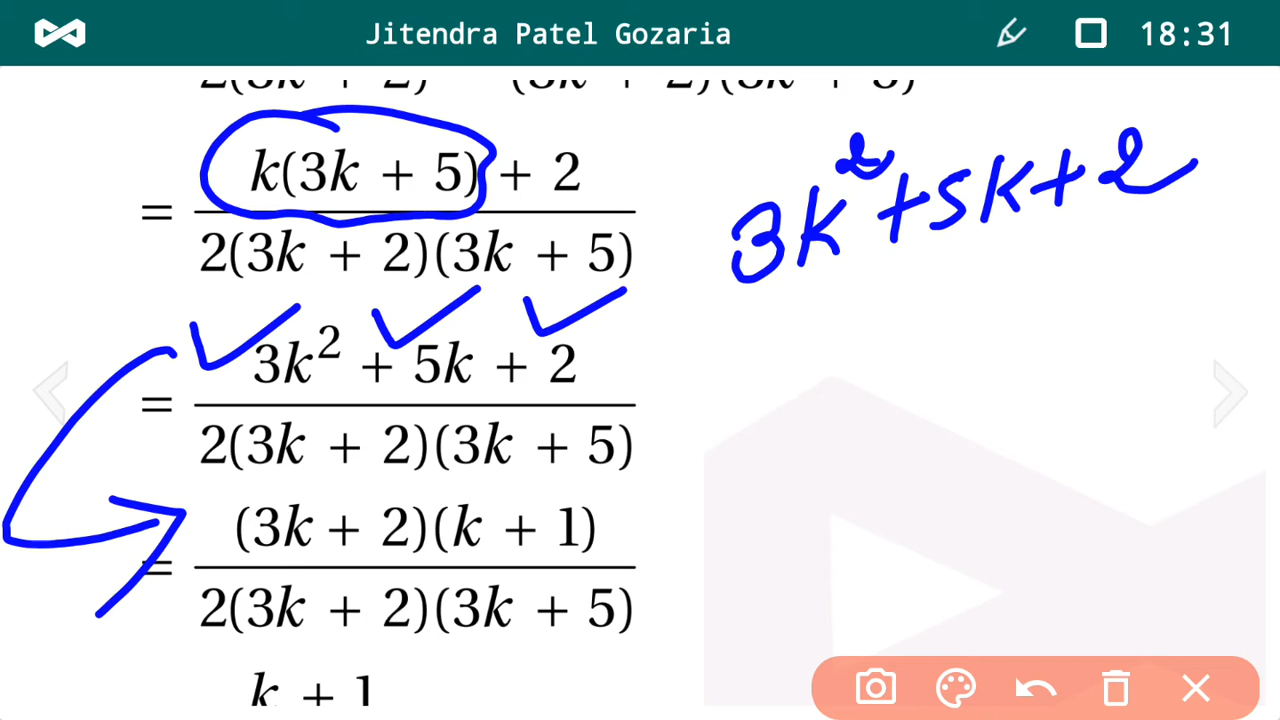 Jitendra Patel Gozaria 18:31
k(3k + 5) + 2
= 2(3k + 2)(3k + 5)
3k² + 5k + 2
3k² + 5k + 2
= 2(3k + 2)(3k + 5)
(3k + 2)(k + 1)
= 2(3k + 2)(3k + 5)
k + 1